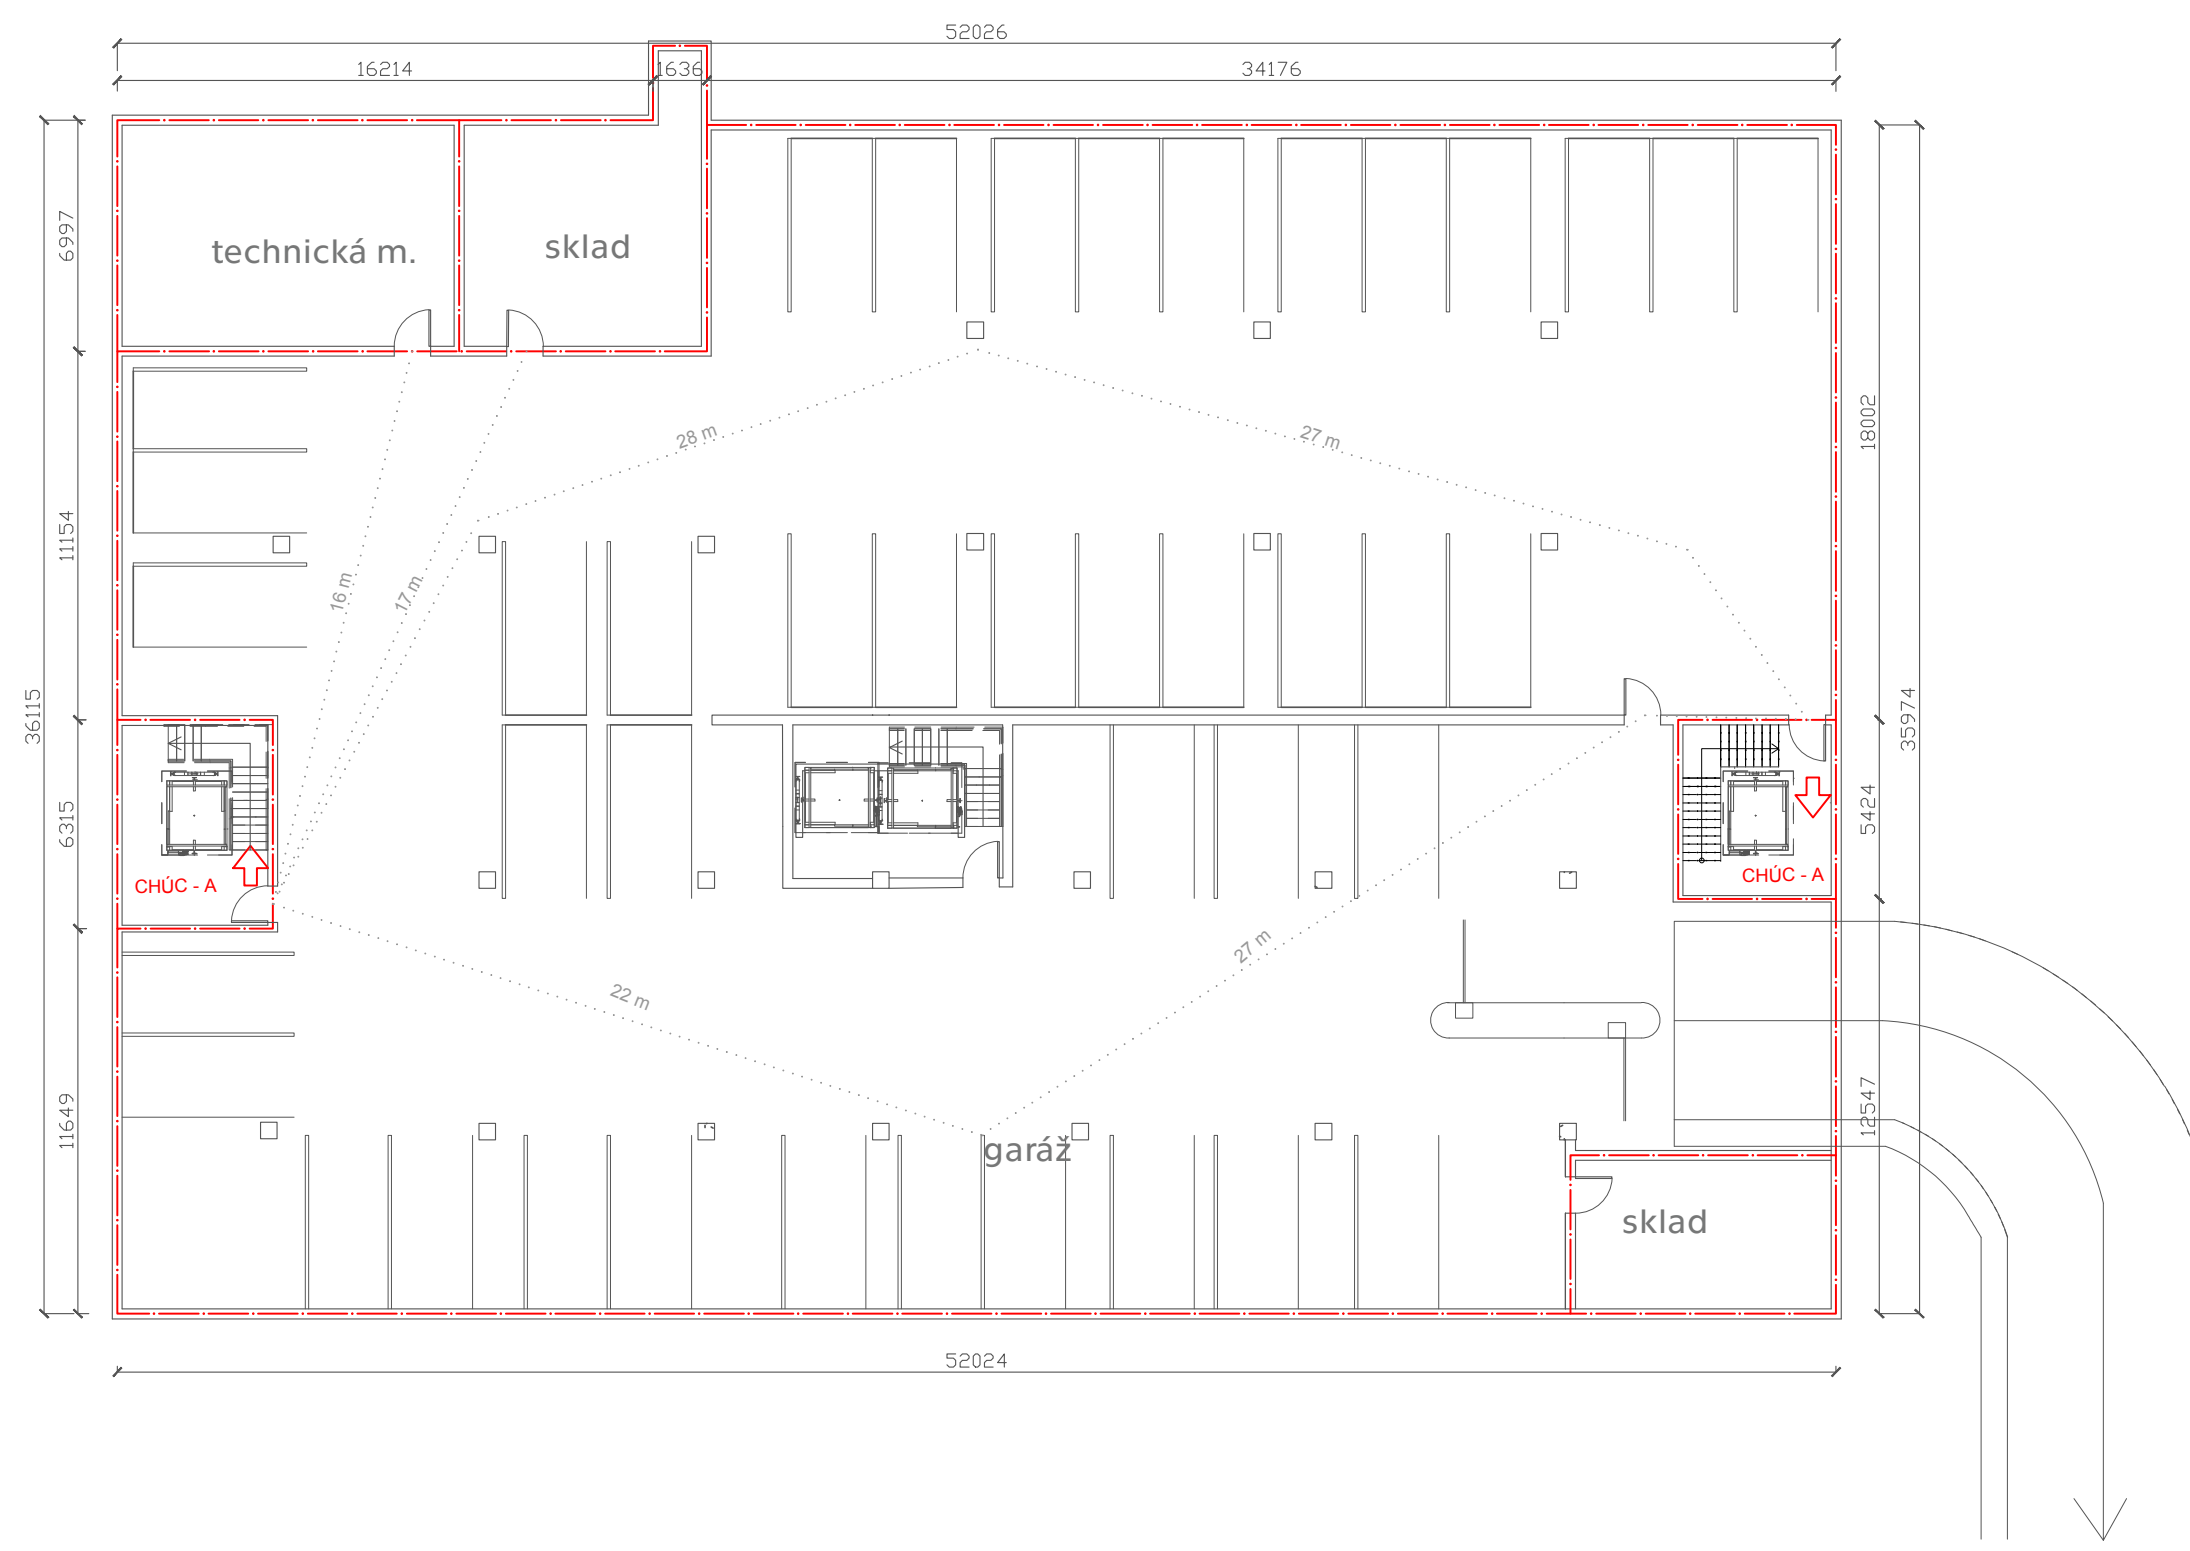 52026
16214
1636
34176
technická m.
sklad
6997
28 m
27 m
18002
11154
16 m
17 m
36115
35974
6315
5424
CHÚC - A
CHÚC - A
27 m
22 m
11649
12547
garáž
sklad
52024